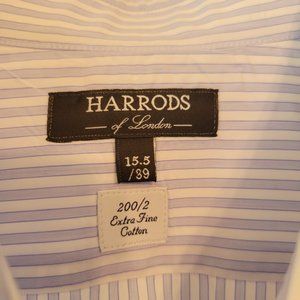 HARRODS
of London
15.5
/39
200/2
Extra Fine
Cotton